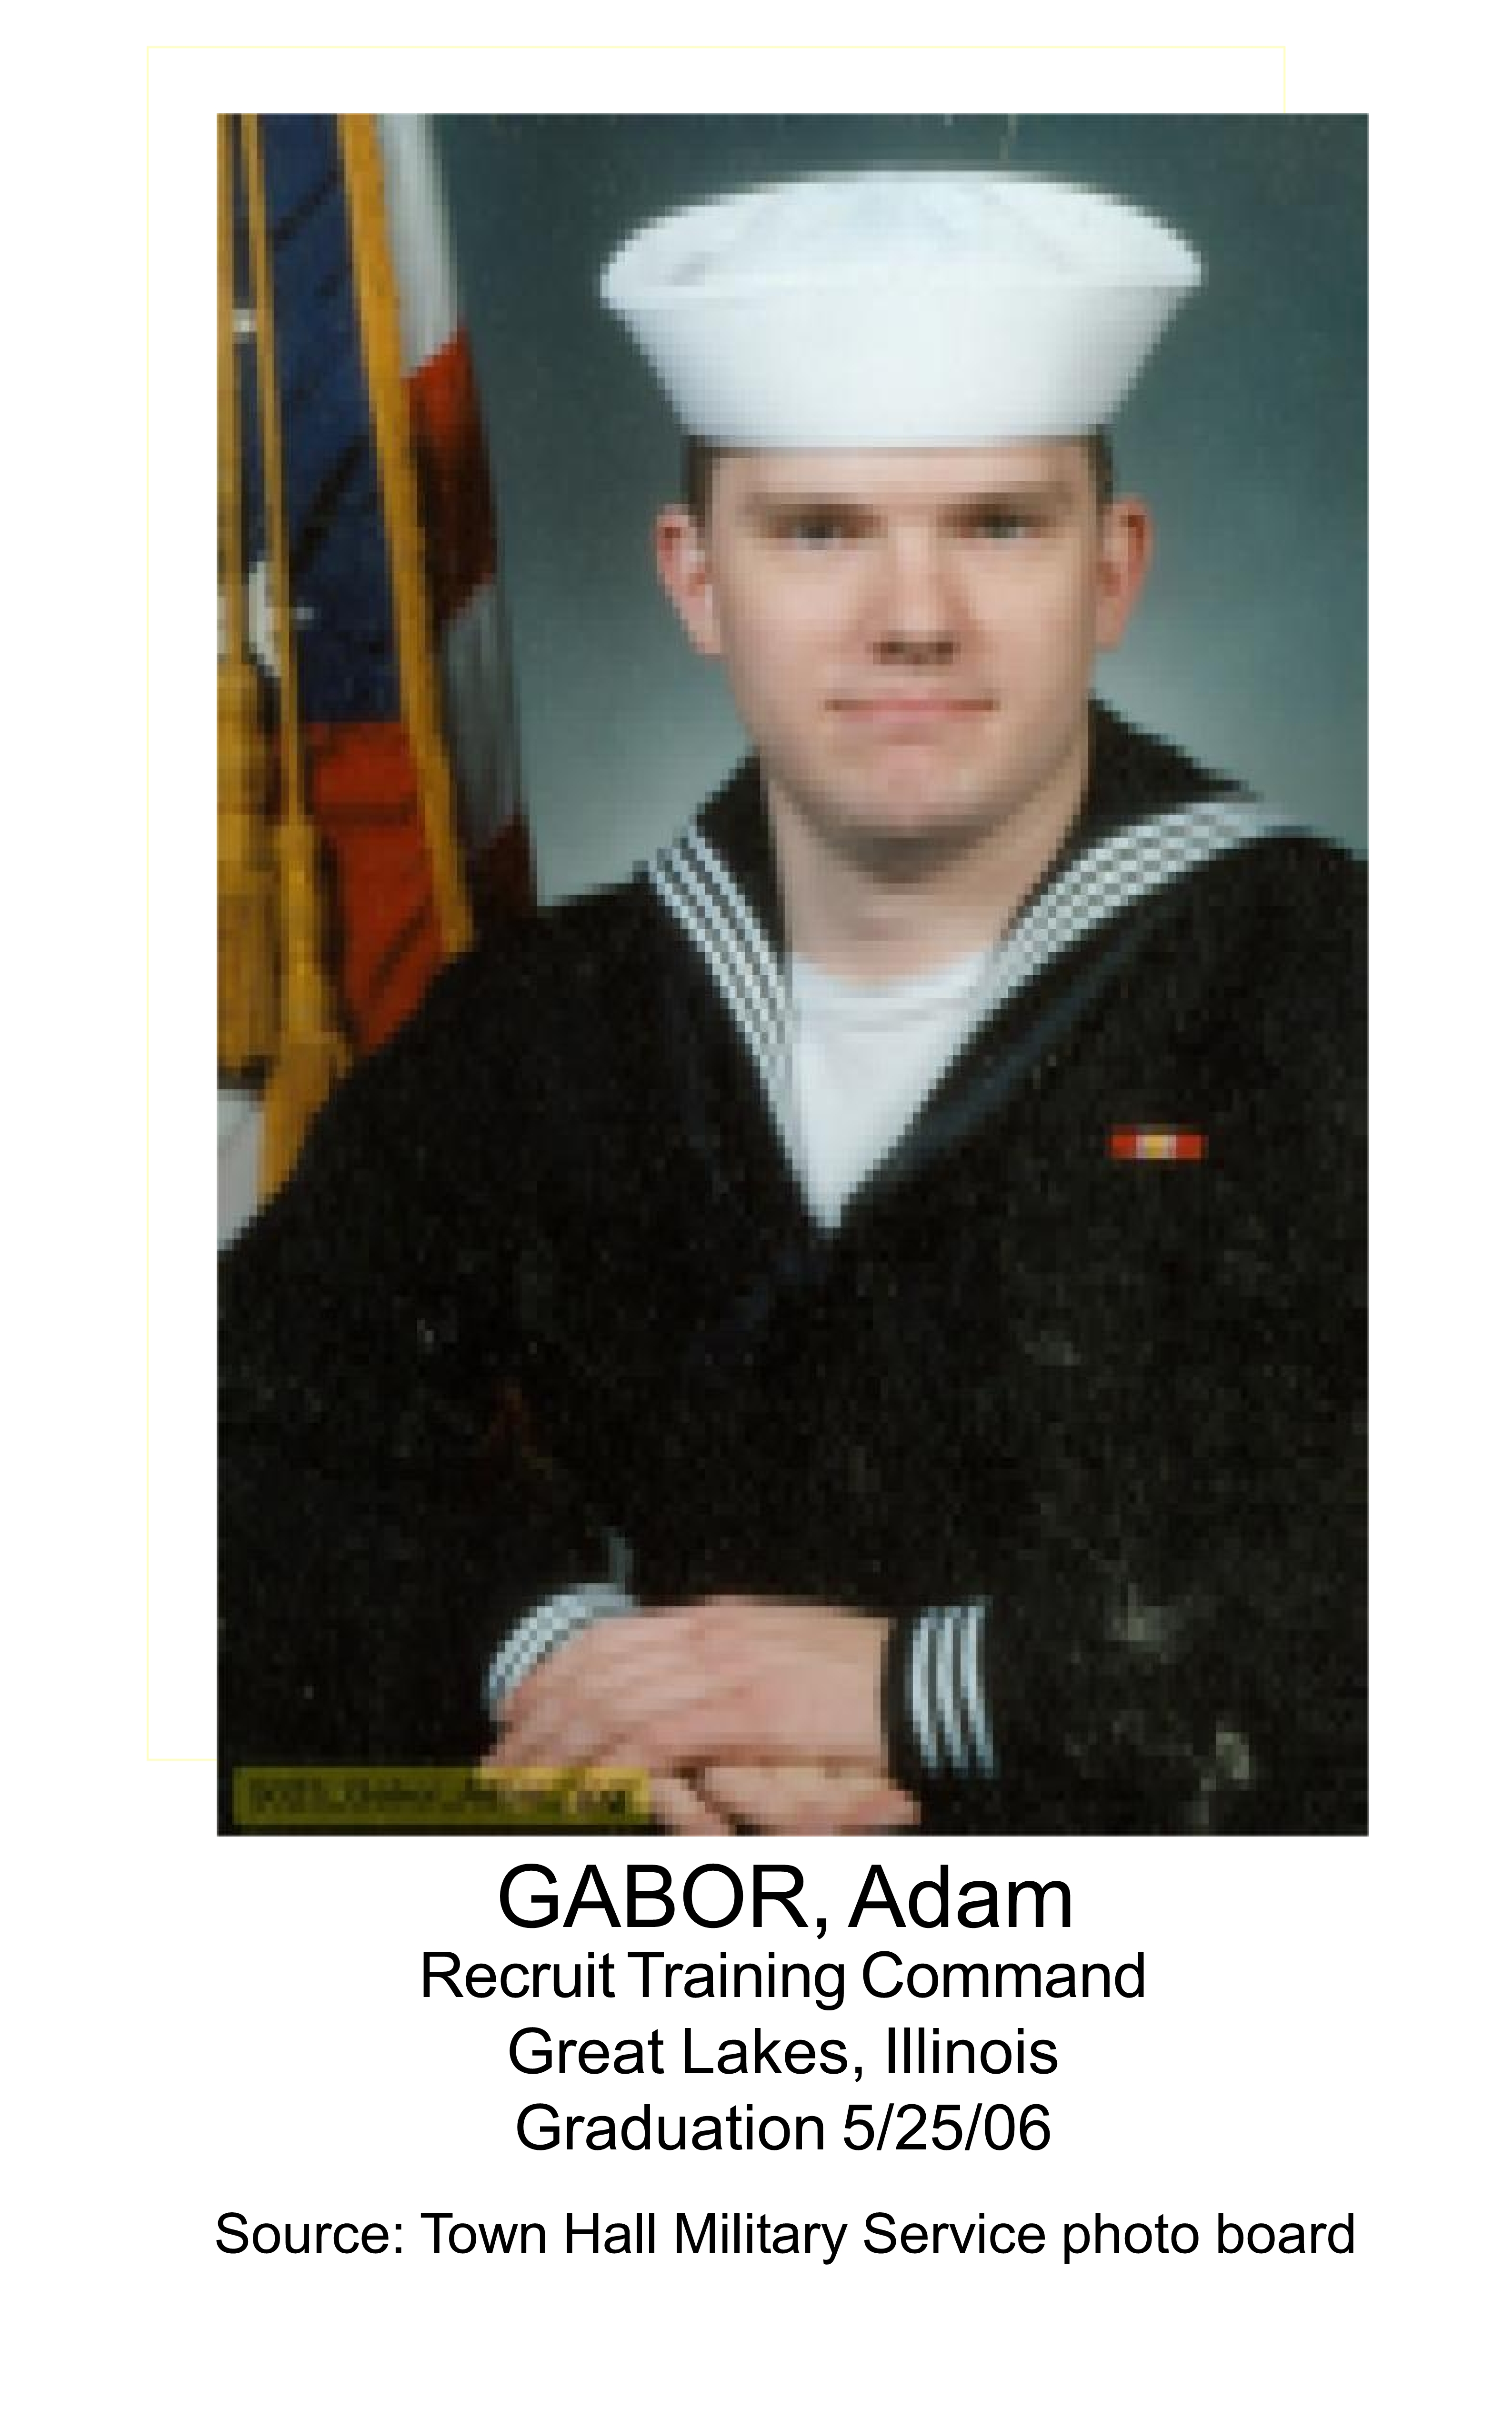 GABOR, Adam
Recruit Training Command
Great Lakes, Illinois
Graduation 5/25/06
Source: Town Hall Military Service photo board